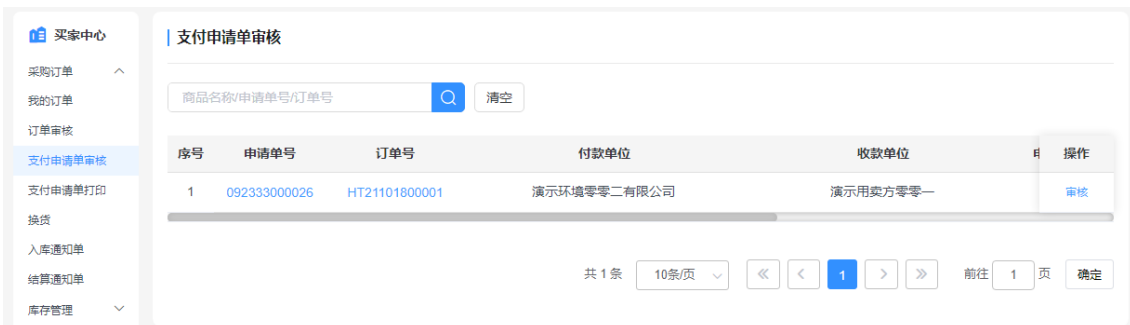 买家中心
采购订单
我的订单
订单审核
支付申请单审核
支付申请单打印
换货
入库通知单
结算通知单
库存管理
支付申请单审核
商品名称/申请单号/订单号 清空
序号 申请单号 订单号 付款单位 收款单位 操作
1 092333000026 HT21101800001 演示环境零零二有限公司 演示用卖方零零一 审核
共 1 条 10条/页 1 前往 1 页 确定